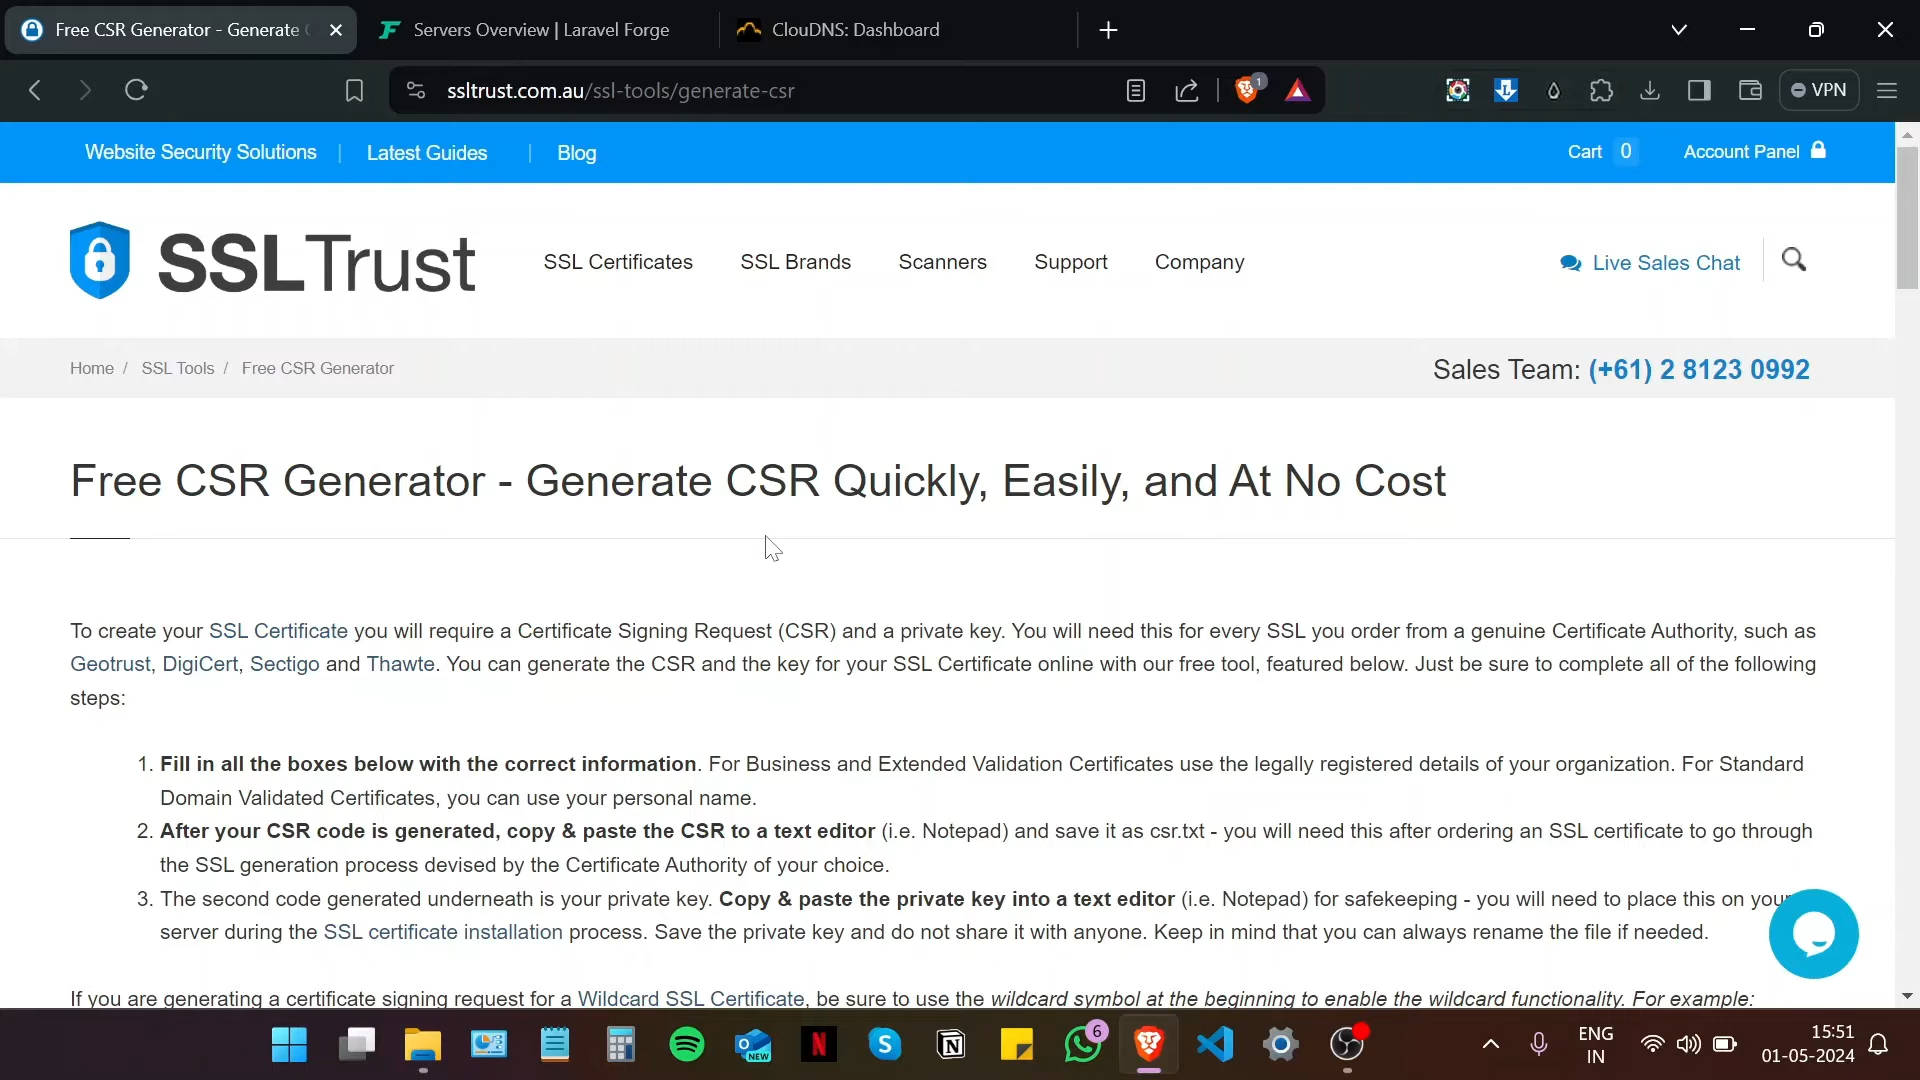 Free CSR Generator - Generate
Servers Overview | Laravel Forge
ClouDNS: Dashboard
ssltrust.com.au/ssl-tools/generate-csr
1
VPN
Website Security Solutions | Latest Guides | Blog
Cart 0
Account Panel
SSLTrust
SSL Certificates
SSL Brands
Scanners
Support
Company
Live Sales Chat
Home / SSL Tools / Free CSR Generator
Sales Team: (+61) 2 8123 0992
Free CSR Generator - Generate CSR Quickly, Easily, and At No Cost
To create your SSL Certificate you will require a Certificate Signing Request (CSR) and a private key. You will need this for every SSL you order from a genuine Certificate Authority, such as
Geotrust, DigiCert, Sectigo and Thawte. You can generate the CSR and the key for your SSL Certificate online with our free tool, featured below. Just be sure to complete all of the following
steps:
1. Fill in all the boxes below with the correct information. For Business and Extended Validation Certificates use the legally registered details of your organization. For Standard
Domain Validated Certificates, you can use your personal name.
2. After your CSR code is generated, copy & paste the CSR to a text editor (i.e. Notepad) and save it as csr.txt - you will need this after ordering an SSL certificate to go through
the SSL generation process devised by the Certificate Authority of your choice.
3. The second code generated underneath is your private key. Copy & paste the private key into a text editor (i.e. Notepad) for safekeeping - you will need to place this on your
server during the SSL certificate installation process. Save the private key and do not share it with anyone. Keep in mind that you can always rename the file if needed.
If you are generating a certificate signing request for a Wildcard SSL Certificate, be sure to use the wildcard symbol at the beginning to enable the wildcard functionality. For example:
NEW
6
ENG
IN
15:51
01-05-2024